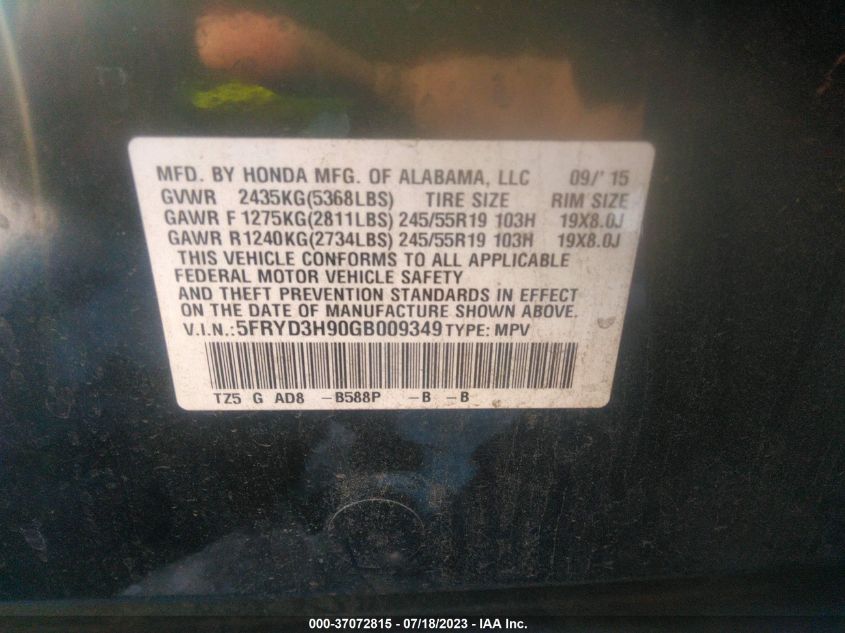 MFD. BY HONDA MFG. OF ALABAMA, LLC 09/'15
GVWR 2435KG(5368LBS) TIRE SIZE RIM SIZE
GAWR F 1275KG(2811LBS) 245/55R19 103H 19X8.0J
GAWR R 1240KG(2734LBS) 245/55R19 103H 19X8.0J
THIS VEHICLE CONFORMS TO ALL APPLICABLE
FEDERAL MOTOR VEHICLE SAFETY
AND THEFT PREVENTION STANDARDS IN EFFECT
ON THE DATE OF MANUFACTURE SHOWN ABOVE.
V.I.N.:5FRYD3H90GB009349 TYPE: MPV
TZ5 G AD8 -B588P -B -B
000-37072815 - 07/18/2023 - IAA Inc.